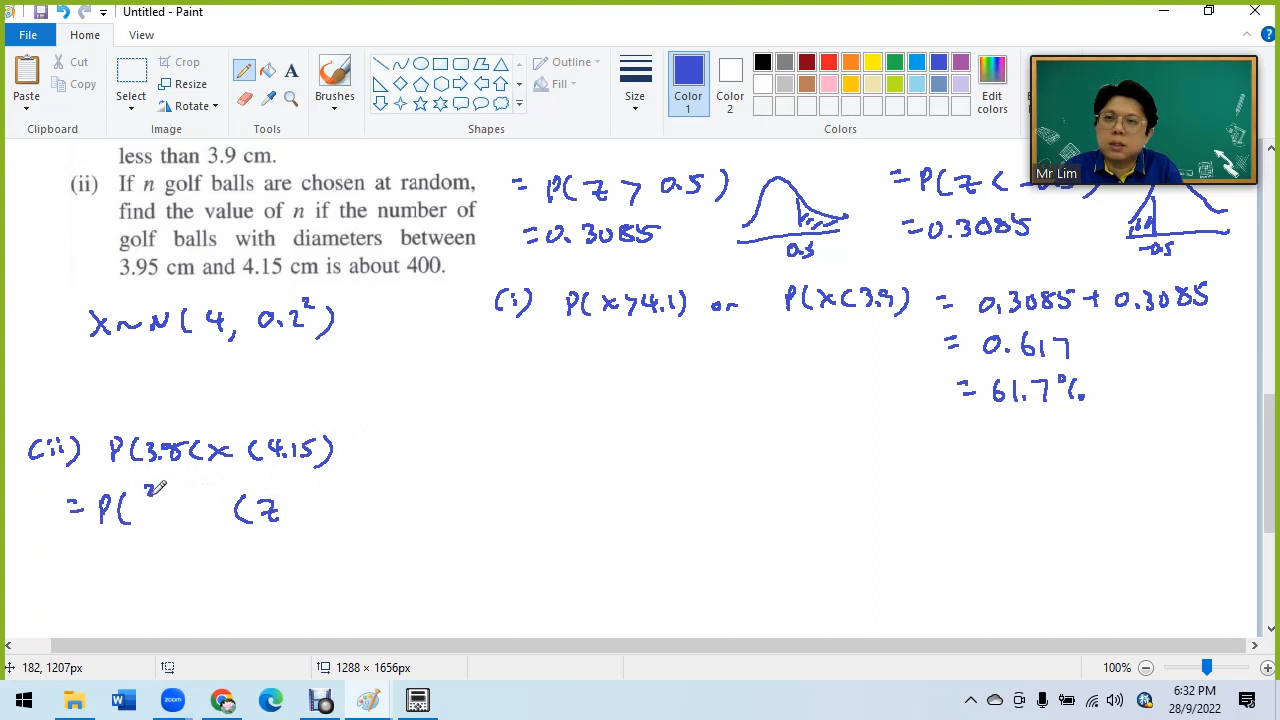 Untitled - Paint
File
Home
View
Paste
Cut
Copy
Clipboard
Select
Crop
Resize
Rotate
Image
Tools
Brushes
Outline
Fill
Shapes
Size
Color 1
Color 2
Colors
Edit colors
Mr Lim
less than 3.9 cm.
(ii) If n golf balls are chosen at random,
find the value of n if the number of
golf balls with diameters between
3.95 cm and 4.15 cm is about 400.
X~N(4, 0.2²)
= P(Z > 0.5)
= 0.3085
0.5
= P(Z <
= 0.3085
-0.5
(i) P(X>4.1) or P(X<3.9) = 0.3085 + 0.3085
= 0.617
= 61.7%
(ii) P(3.95<X<4.15)
= P( <Z
182, 1207px
1288 × 1656px
100%
zoom
6:32 PM
28/9/2022